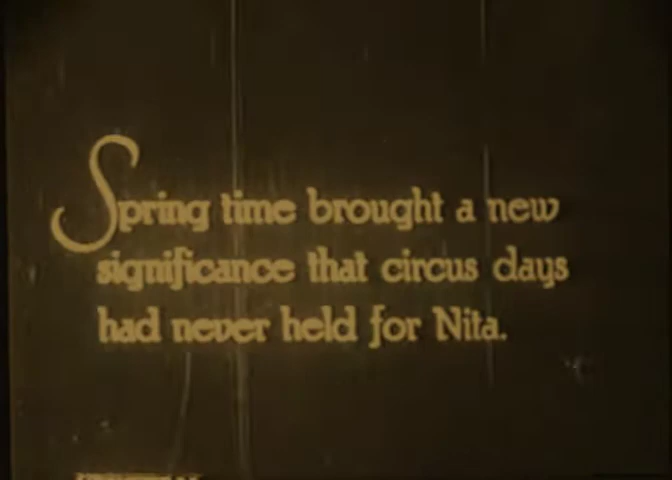 Spring time brought a new
significance that circus days
had never held for Nita.